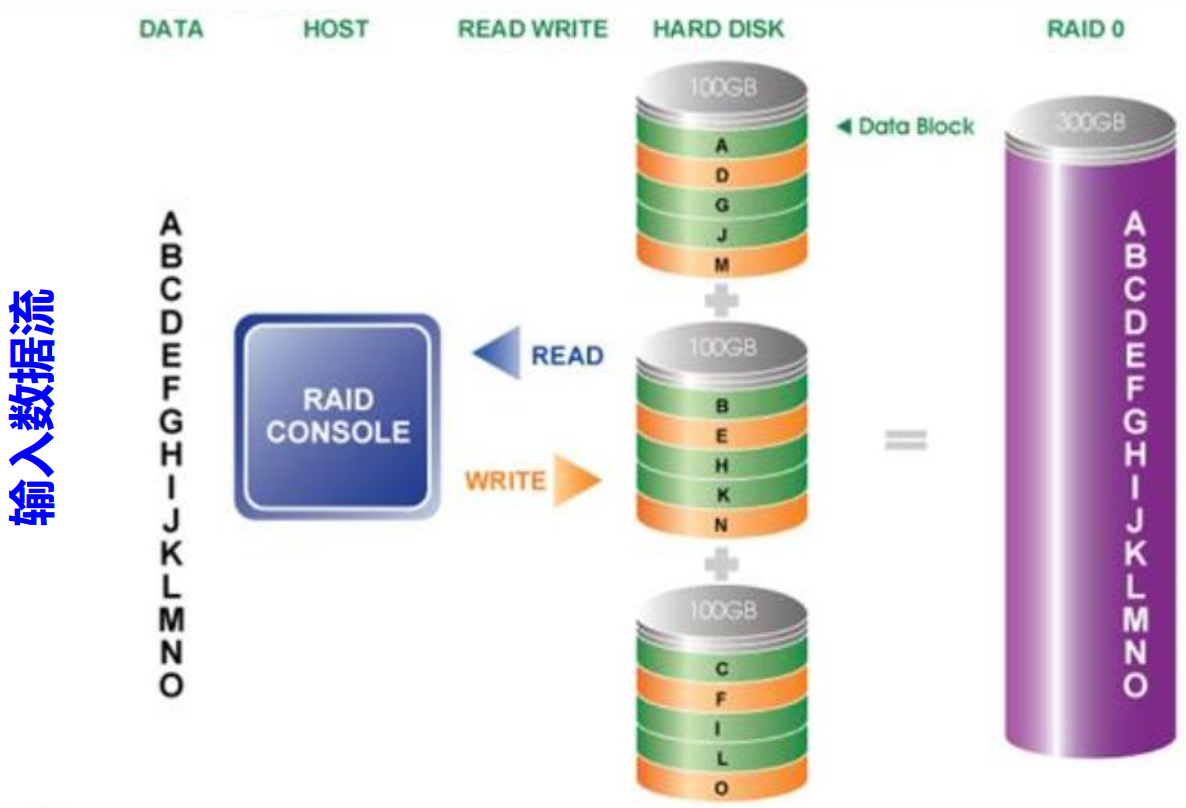 DATA
HOST
READ WRITE
HARD DISK
RAID 0
输入数据流
A
B
C
D
E
F
G
H
I
J
K
L
M
N
O
RAID
CONSOLE
READ
WRITE
100GB
A
D
G
J
M
100GB
B
E
H
K
N
100GB
C
F
I
L
O
Data Block
300GB
A
B
C
D
E
F
G
H
I
J
K
L
M
N
O